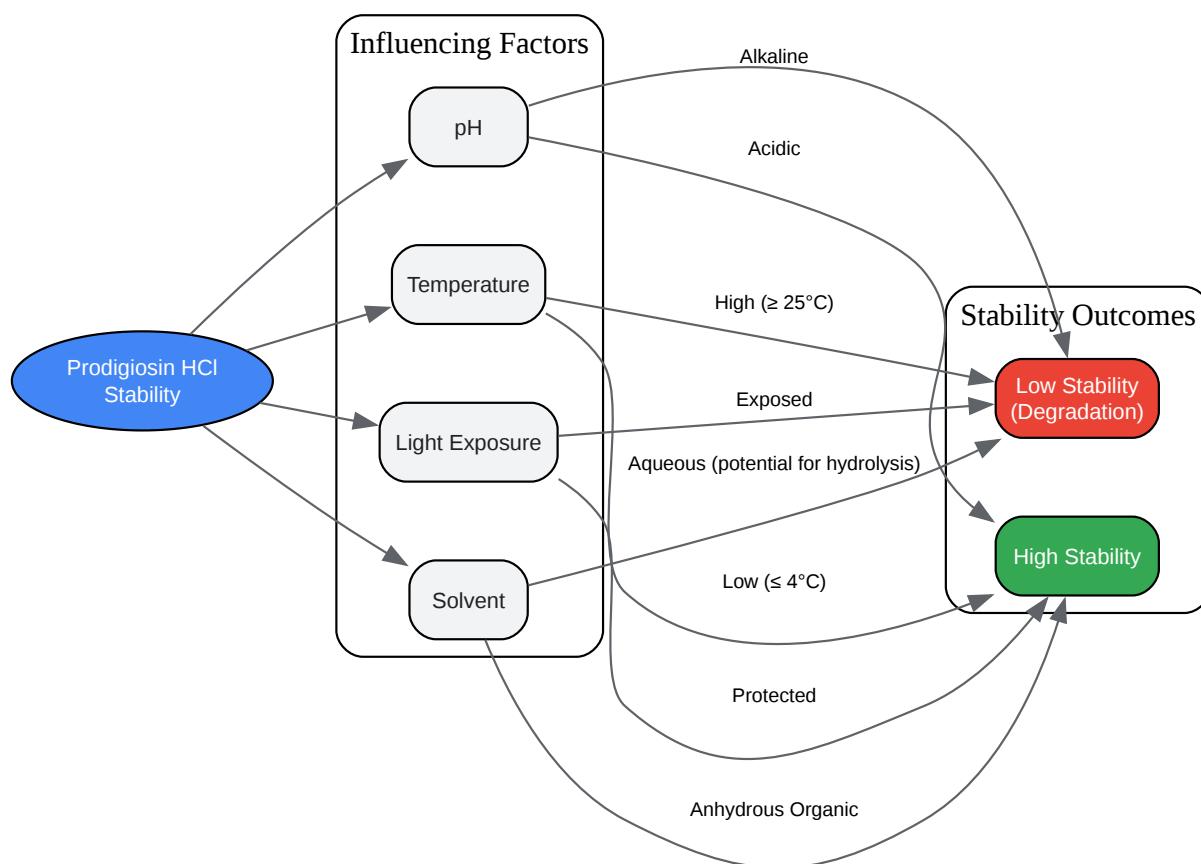 Influencing Factors
pH
Temperature
Light Exposure
Solvent
Prodigiosin HCl
Stability
Alkaline
Acidic
High (≥ 25°C)
Exposed
Aqueous (potential for hydrolysis)
Low (≤ 4°C)
Protected
Anhydrous Organic
Stability Outcomes
Low Stability
(Degradation)
High Stability